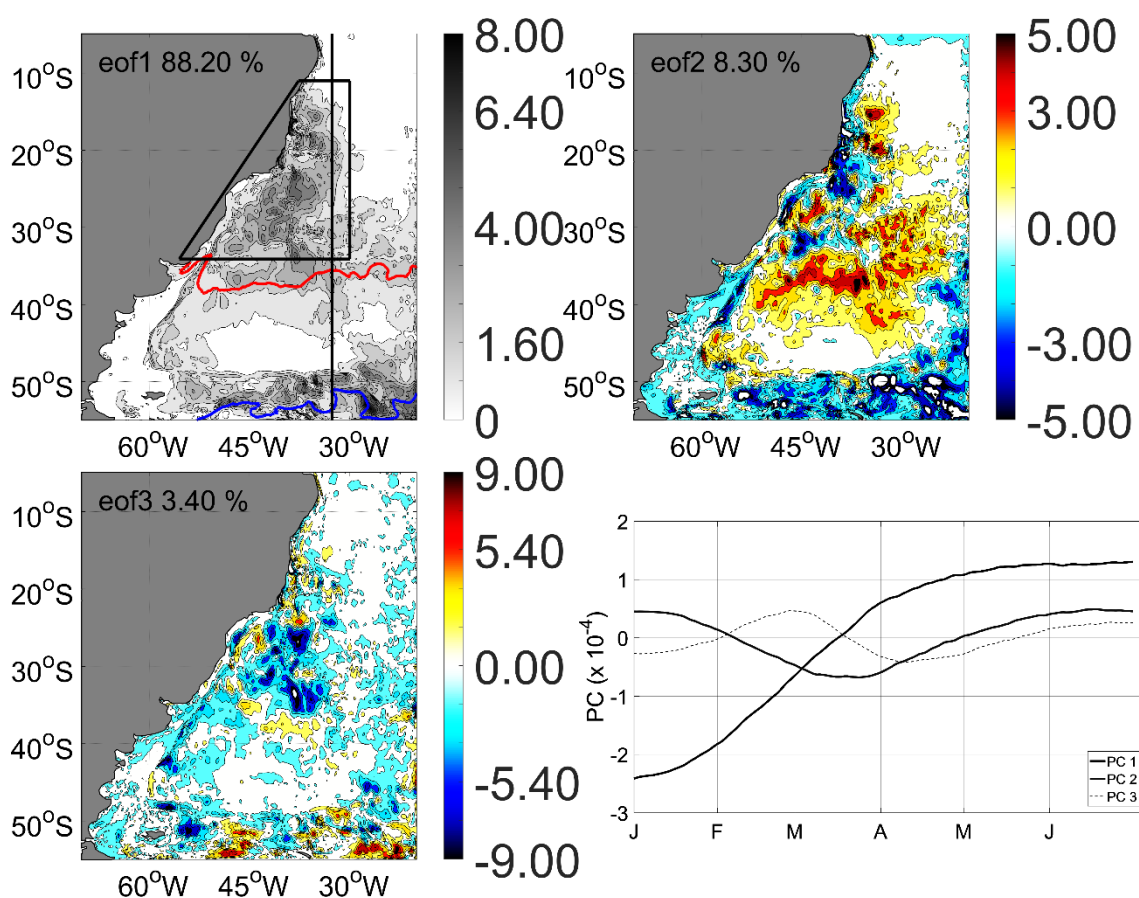 eof1 88.20 %
10°S
20°S
30°S
40°S
50°S
60°W
45°W
30°W
8.00
6.40
4.00
1.60
0
eof2 8.30 %
10°S
20°S
30°S
40°S
50°S
60°W
45°W
30°W
5.00
3.00
0.00
-3.00
-5.00
eof3 3.40 %
10°S
20°S
30°S
40°S
50°S
60°W
45°W
30°W
9.00
5.40
0.00
-5.40
-9.00
PC (x 10-4)
2
1
0
-1
-2
-3
J
F
M
A
M
J
PC 1
PC 2
PC 3